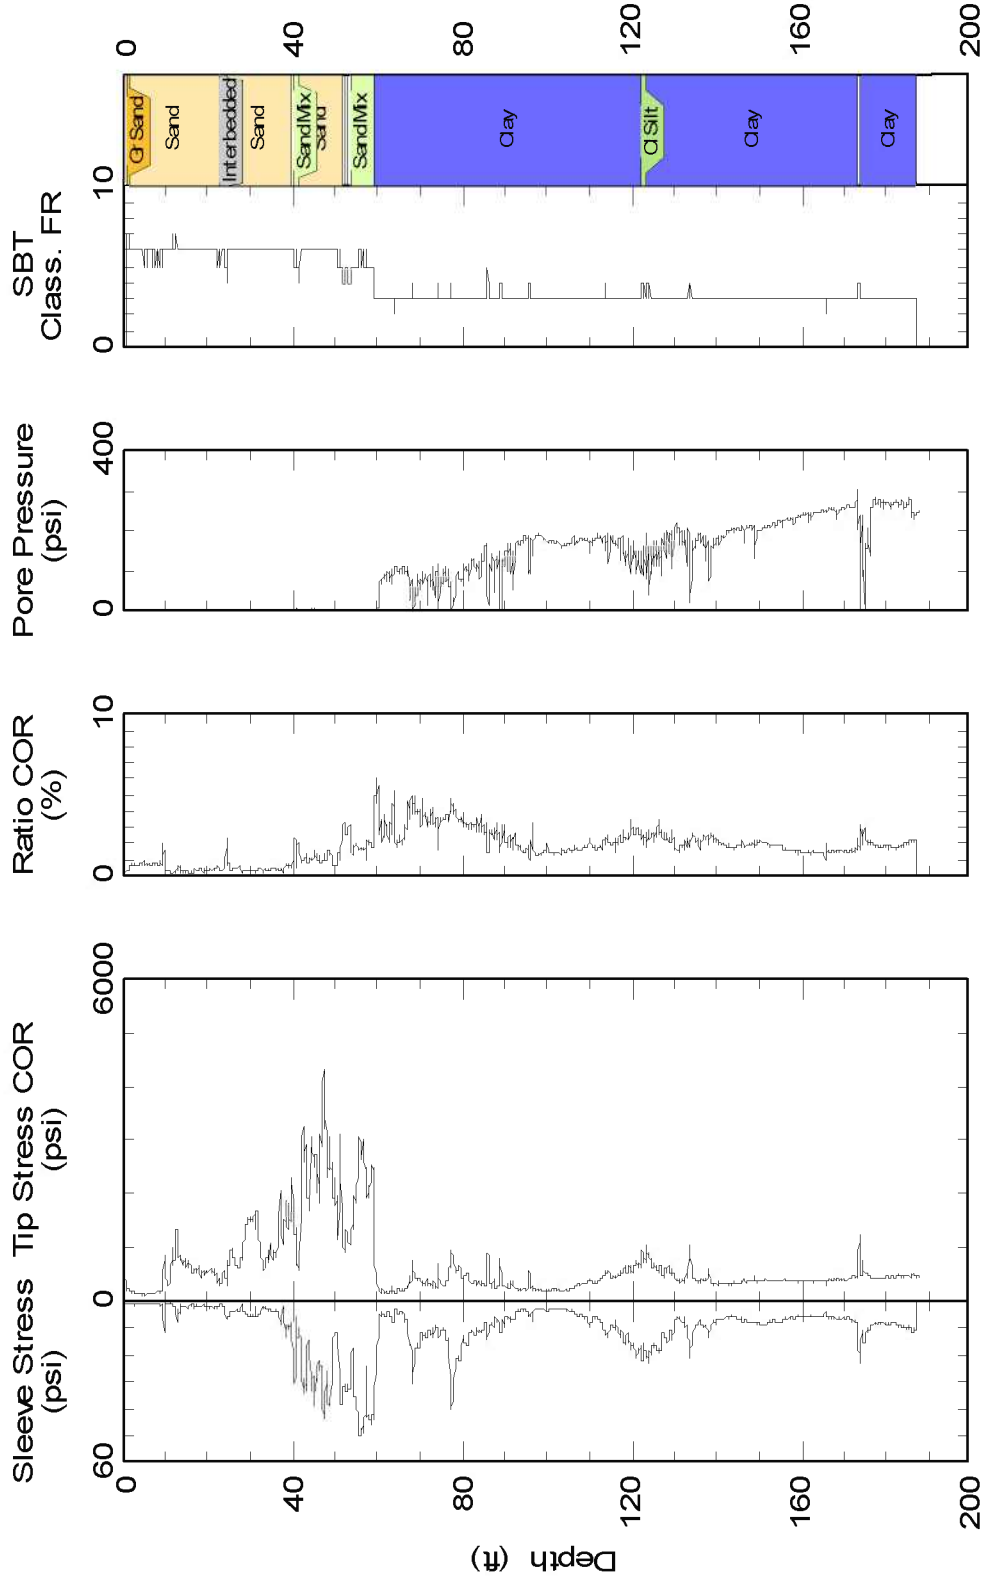 Sleeve Stress
(psi)
Tip Stress COR
(psi)
Ratio COR
(%)
Pore Pressure
(psi)
SBT
Class. FR
60
0
6000
0
10
0
400
0
10
0
40
80
120
160
200
Depth (ft)
0
40
80
120
160
200
Gr Sand
Sand
Interbedded
Sand
SandMix
Sand
SandMix
Clay
Cl Silt
Clay
Clay